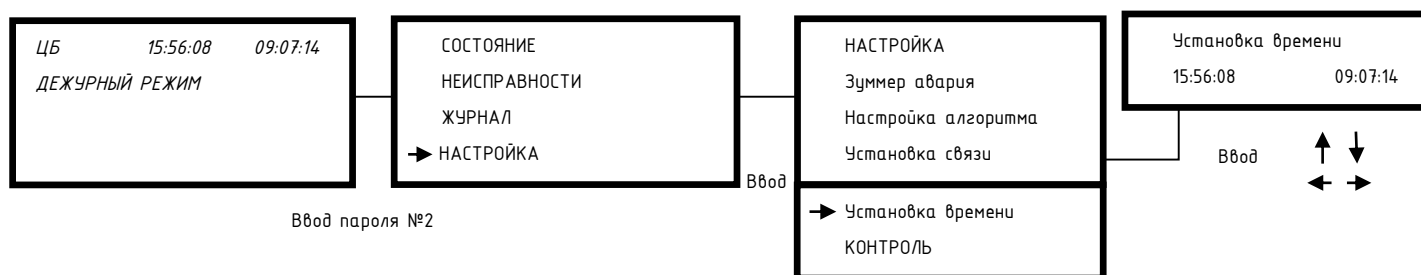 ЦБ 15:56:08 09:07:14
ДЕЖУРНЫЙ РЕЖИМ
Ввод пароля №2
СОСТОЯНИЕ
НЕИСПРАВНОСТИ
ЖУРНАЛ
НАСТРОЙКА
Ввод
НАСТРОЙКА
Зуммер авария
Настройка алгоритма
Установка связи
Установка времени
КОНТРОЛЬ
Установка времени
15:56:08 09:07:14
Ввод